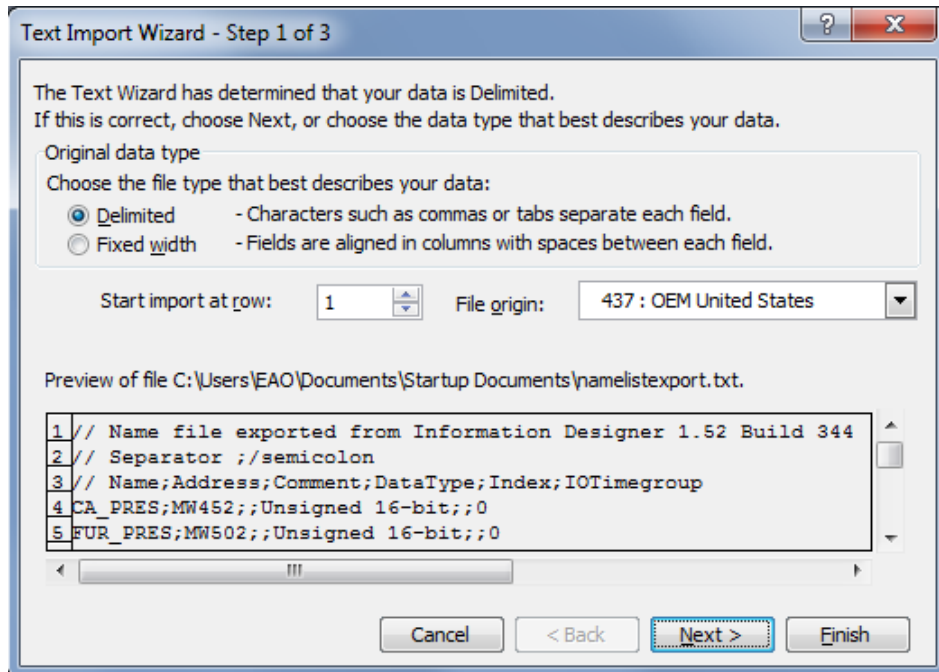 Text Import Wizard - Step 1 of 3
The Text Wizard has determined that your data is Delimited.
If this is correct, choose Next, or choose the data type that best describes your data.
Original data type
Choose the file type that best describes your data:
Delimited - Characters such as commas or tabs separate each field.
Fixed width - Fields are aligned in columns with spaces between each field.
Start import at row: 1 File origin: 437 : OEM United States
Preview of file C:\Users\EAO\Documents\Startup Documents\namelistexport.txt.
1 // Name file exported from Information Designer 1.52 Build 344
2 // Separator ;/semicolon
3 // Name;Address;Comment;DataType;Index;IOTimegroup
4 CA_PRES;MW452;;Unsigned 16-bit;;0
5 FUR_PRES;MW502;;Unsigned 16-bit;;0
Cancel < Back Next > Finish